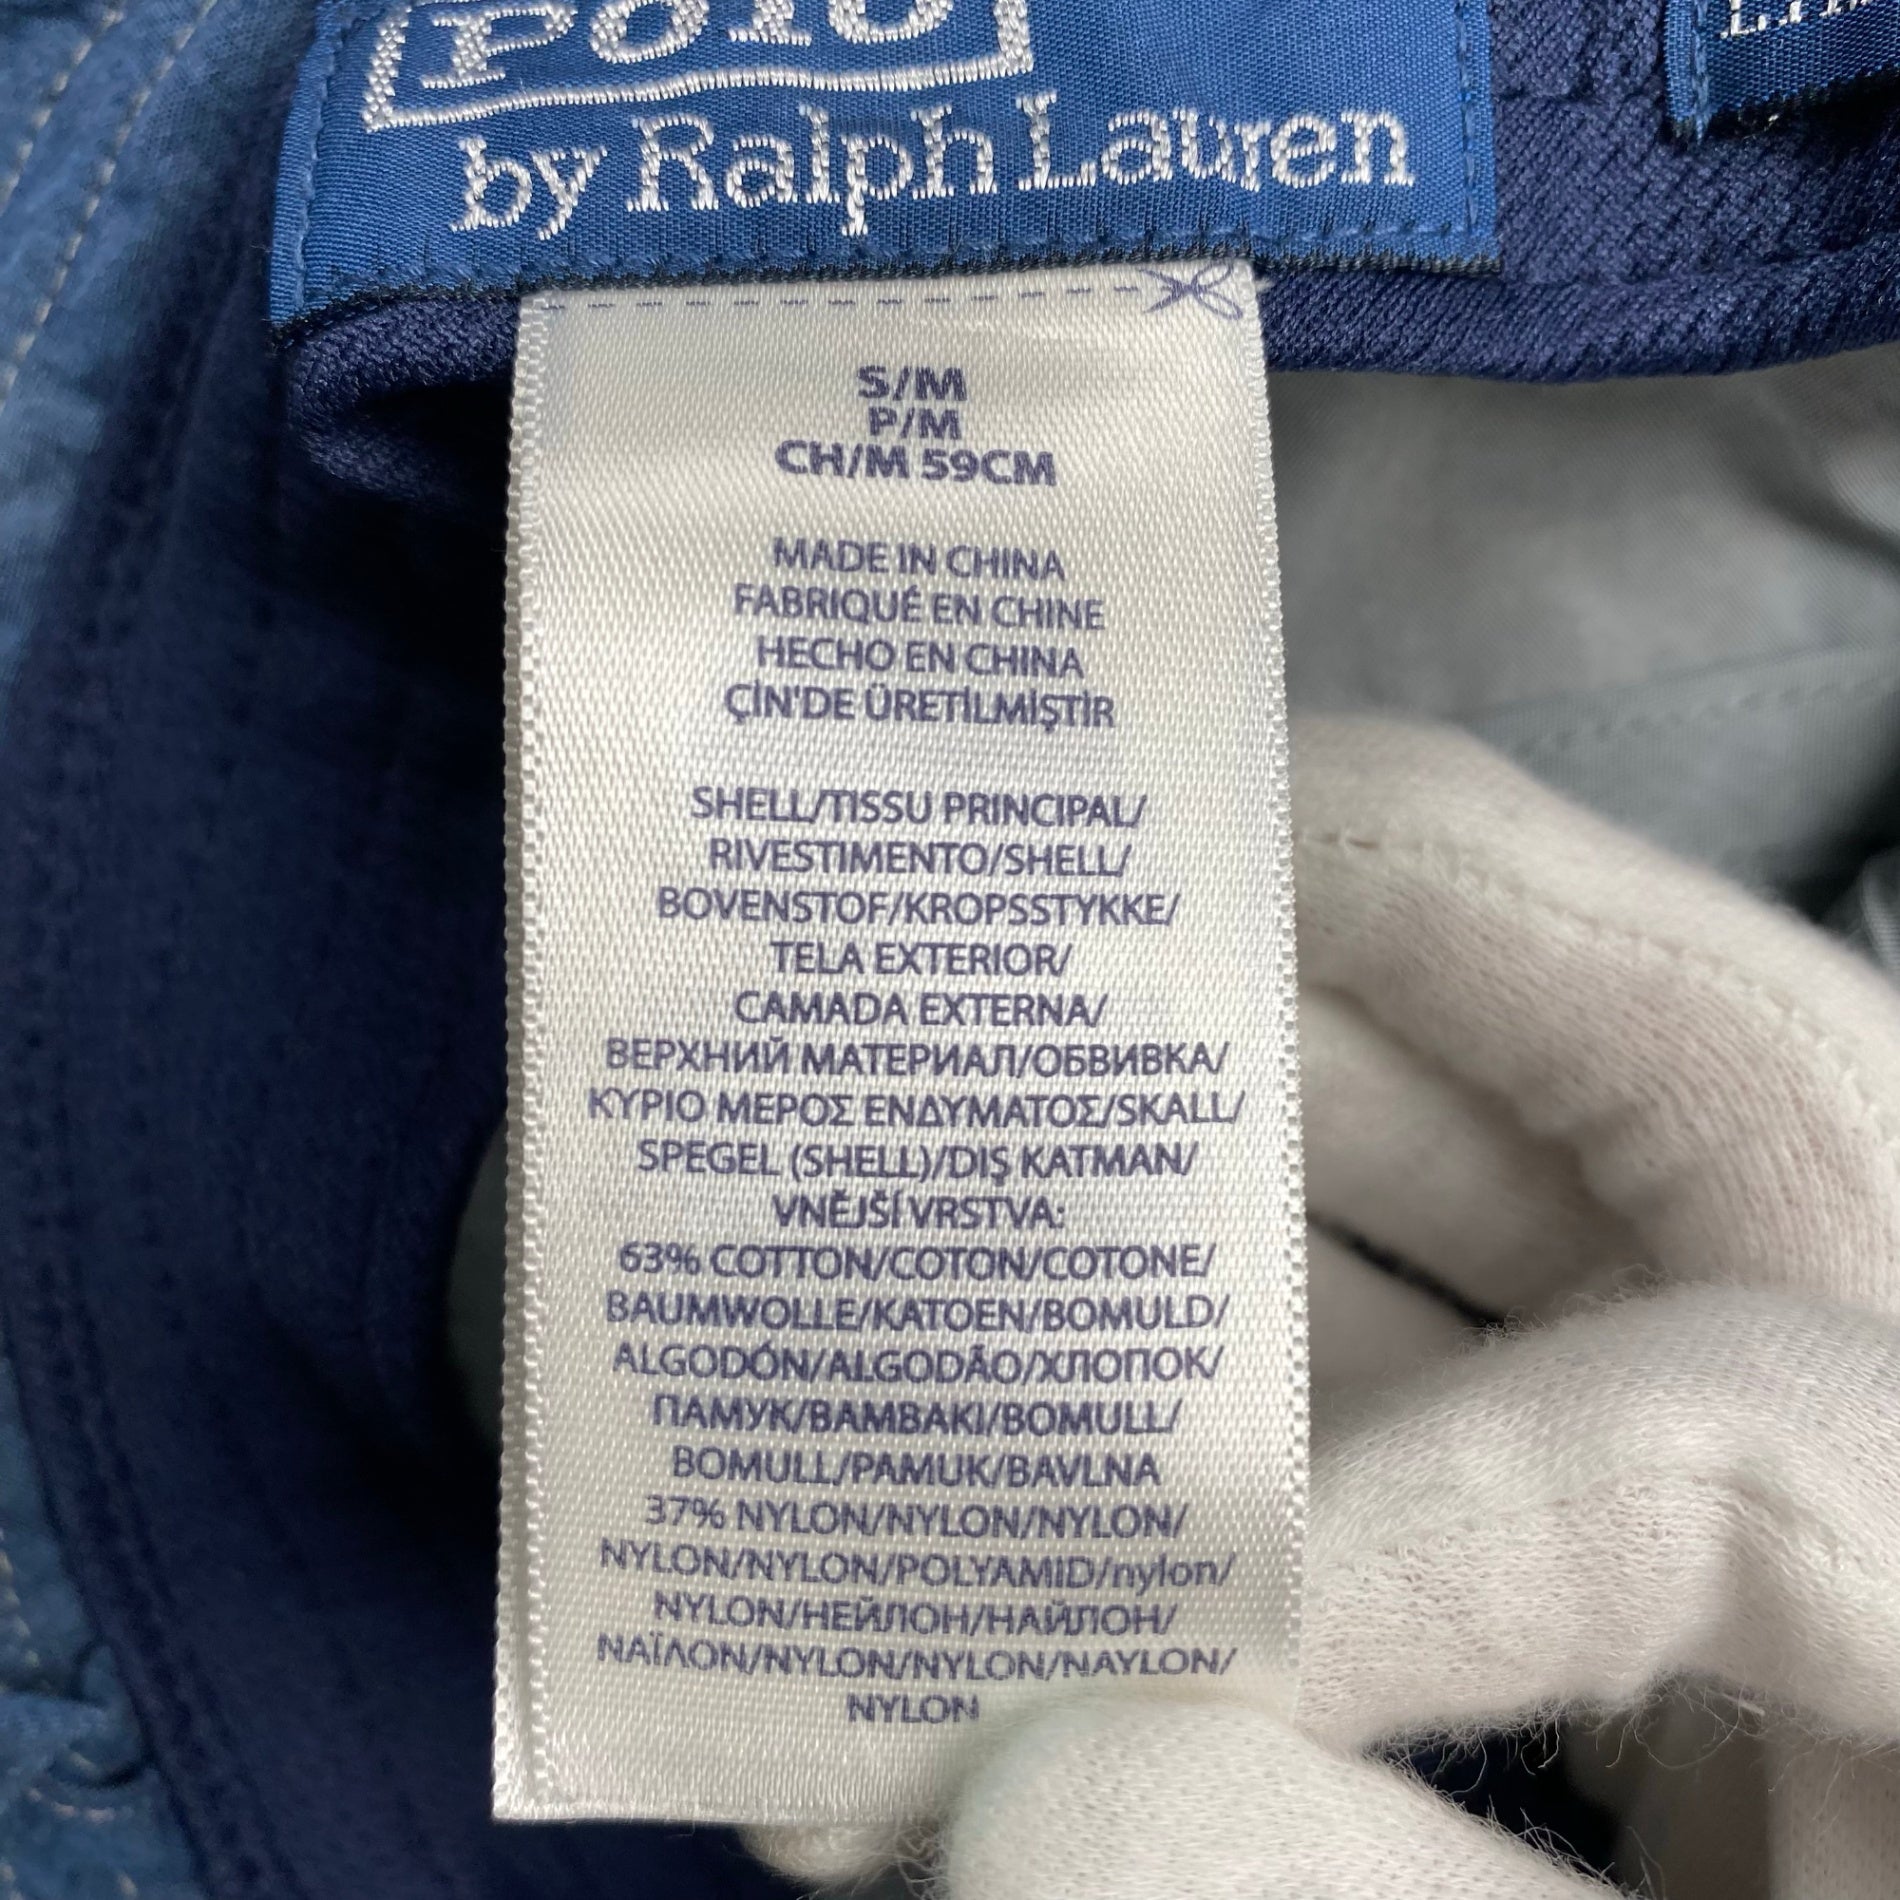 Polo
by Ralph Lauren
S/M
P/M
CH/M 59CM
MADE IN CHINA
FABRIQUÉ EN CHINE
HECHO EN CHINA
ÇİN'DE ÜRETİLMİŞTİR
SHELL/TISSU PRINCIPAL/
RIVESTIMENTO/SHELL/
BOVENSTOF/KROPSSTYKKE/
TELA EXTERIOR/
CAMADA EXTERNA/
ВЕРХНИЙ МАТЕРИАЛ/ОБВИВКА/
ΚΥΡΙΟ ΜΕΡΟΣ ΕΝΔΥΜΑΤΟΣ/SKALL/
SPEGEL (SHELL)/DIŞ KATMAN/
VNĚJŠÍ VRSTVA:
63% COTTON/COTON/COTONE/
BAUMWOLLE/KATOEN/BOMULD/
ALGODÓN/ALGODÃO/ХЛОПОК/
ПАМУК/ΒΑΜΒΑΚΙ/BOMULL/
BOMULL/PAMUK/BAVLNA
37% NYLON/NYLON/NYLON/
NYLON/NYLON/POLYAMID/nylon/
NYLON/НЕЙЛОН/НАЙЛОН/
ΝΑΪΛΟΝ/NYLON/NYLON/NAYLON/
NYLON